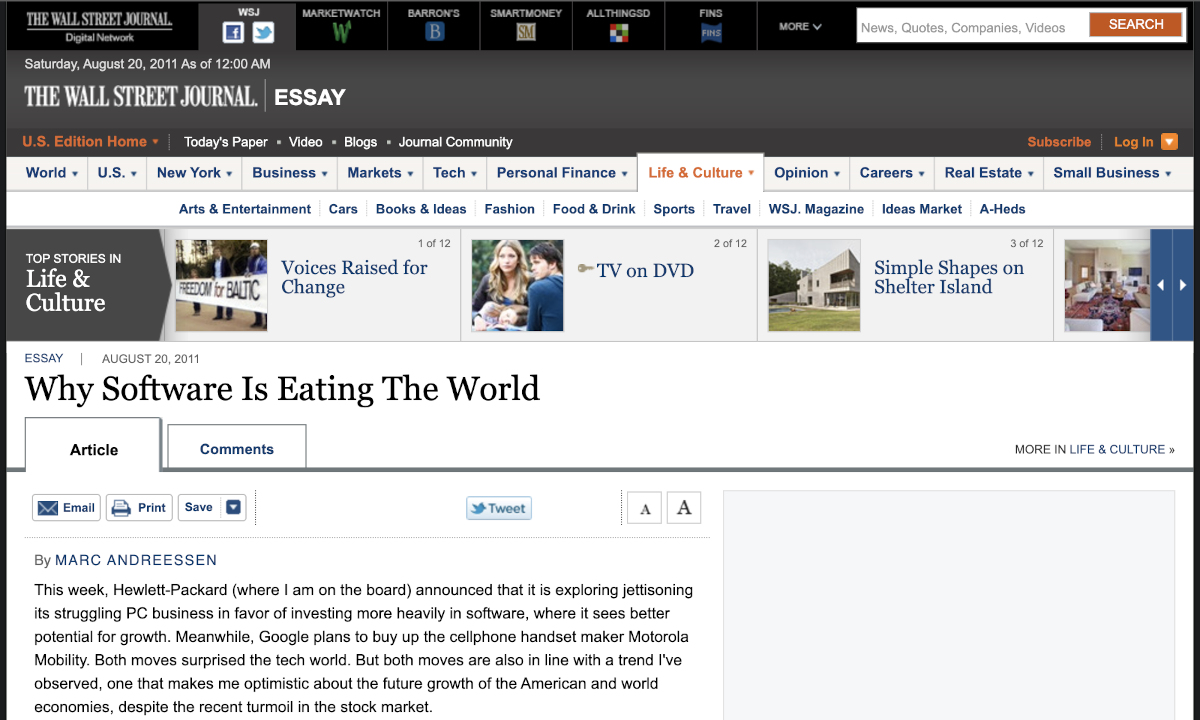 THE WALL STREET JOURNAL.
Digital Network
WSJ
MARKETWATCH
W
BARRON'S
B
SMARTMONEY
SM
ALLTHINGSD
FINS
FINS
MORE
News, Quotes, Companies, Videos
SEARCH
Saturday, August 20, 2011 As of 12:00 AM
THE WALL STREET JOURNAL. ESSAY
U.S. Edition Home Today's Paper ▪ Video ▪ Blogs ▪ Journal Community Subscribe Log In
World U.S. New York Business Markets Tech Personal Finance Life & Culture Opinion Careers Real Estate Small Business
Arts & Entertainment Cars Books & Ideas Fashion Food & Drink Sports Travel WSJ. Magazine Ideas Market A-Heds
TOP STORIES IN
Life &
Culture
FREEDOM for BALTIC
1 of 12
Voices Raised for
Change
2 of 12
TV on DVD
3 of 12
Simple Shapes on
Shelter Island
ESSAY | AUGUST 20, 2011
Why Software Is Eating The World
Article Comments
MORE IN LIFE & CULTURE »
Email Print Save Tweet A A
By MARC ANDREESSEN
This week, Hewlett-Packard (where I am on the board) announced that it is exploring jettisoning
its struggling PC business in favor of investing more heavily in software, where it sees better
potential for growth. Meanwhile, Google plans to buy up the cellphone handset maker Motorola
Mobility. Both moves surprised the tech world. But both moves are also in line with a trend I've
observed, one that makes me optimistic about the future growth of the American and world
economies, despite the recent turmoil in the stock market.